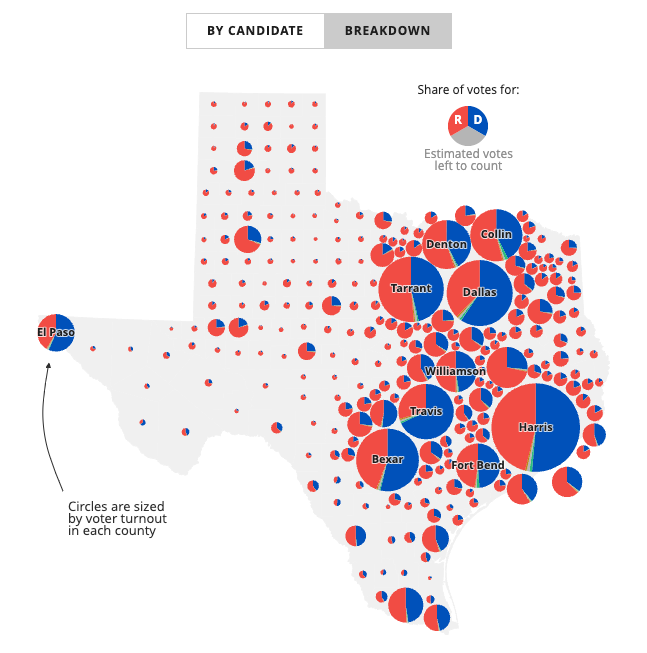 BY CANDIDATE
BREAKDOWN
Share of votes for:
R D
Estimated votes
left to count
Denton
Collin
Tarrant
Dallas
El Paso
Williamson
Travis
Harris
Bexar
Fort Bend
Circles are sized
by voter turnout
in each county